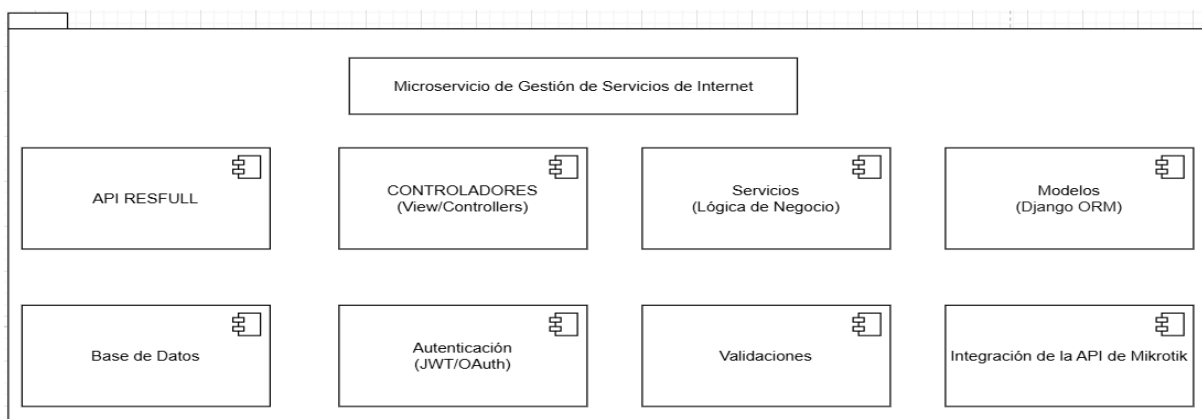 Microservicio de Gestión de Servicios de Internet
API RESFULL
CONTROLADORES
(View/Controllers)
Servicios
(Lógica de Negocio)
Modelos
(Django ORM)
Base de Datos
Autenticación
(JWT/OAuth)
Validaciones
Integración de la API de Mikrotik